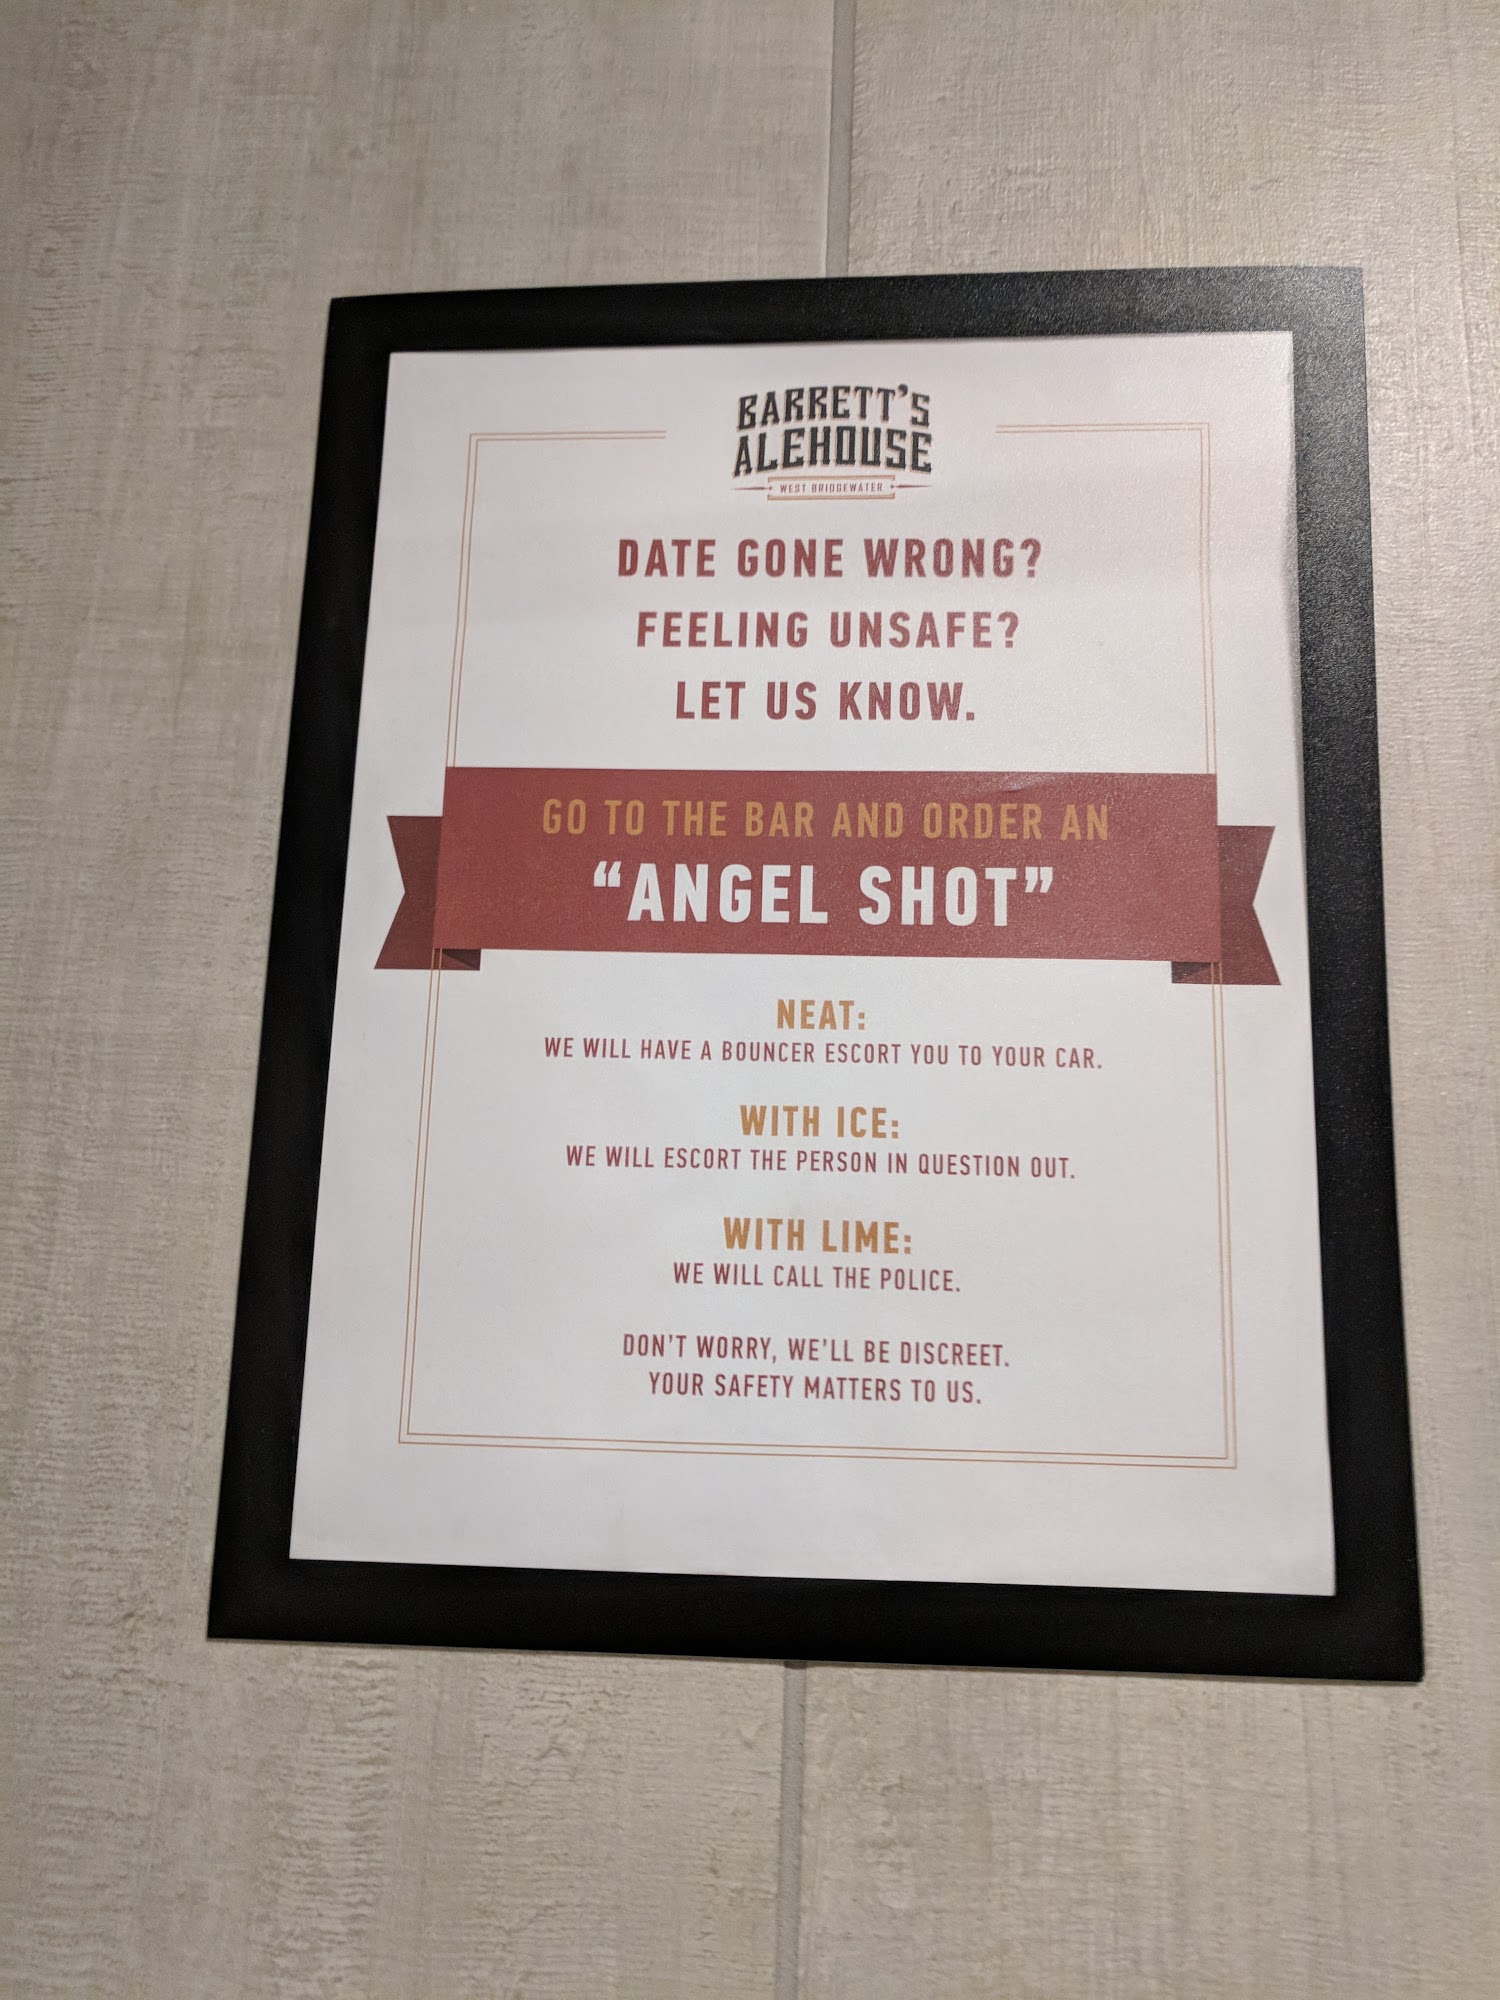 BARRETT'S
ALEHOUSE
WEST BRIDGEWATER
DATE GONE WRONG?
FEELING UNSAFE?
LET US KNOW.
GO TO THE BAR AND ORDER AN
“ANGEL SHOT”
NEAT:
WE WILL HAVE A BOUNCER ESCORT YOU TO YOUR CAR.
WITH ICE:
WE WILL ESCORT THE PERSON IN QUESTION OUT.
WITH LIME:
WE WILL CALL THE POLICE.
DON'T WORRY, WE'LL BE DISCREET.
YOUR SAFETY MATTERS TO US.